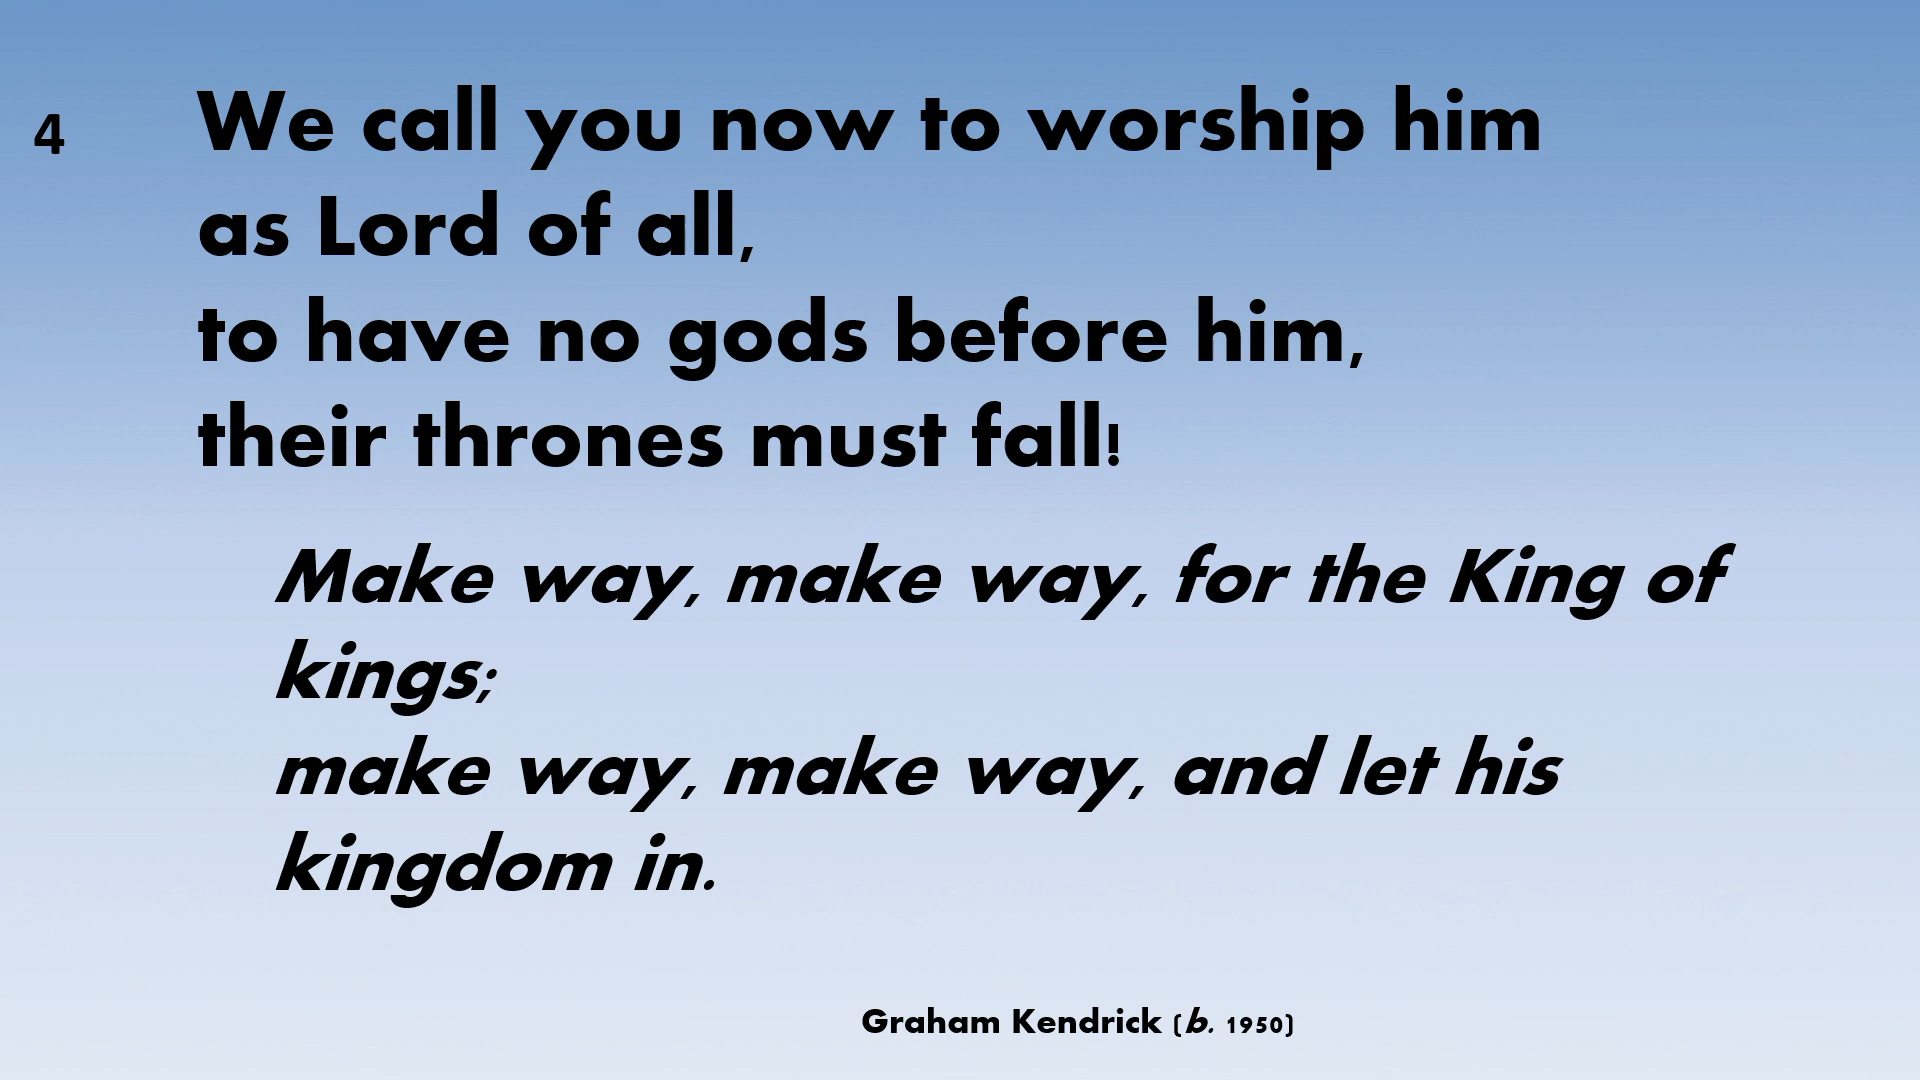 4 We call you now to worship him
as Lord of all,
to have no gods before him,
their thrones must fall!
Make way, make way, for the King of
kings;
make way, make way, and let his
kingdom in.
Graham Kendrick (b. 1950)